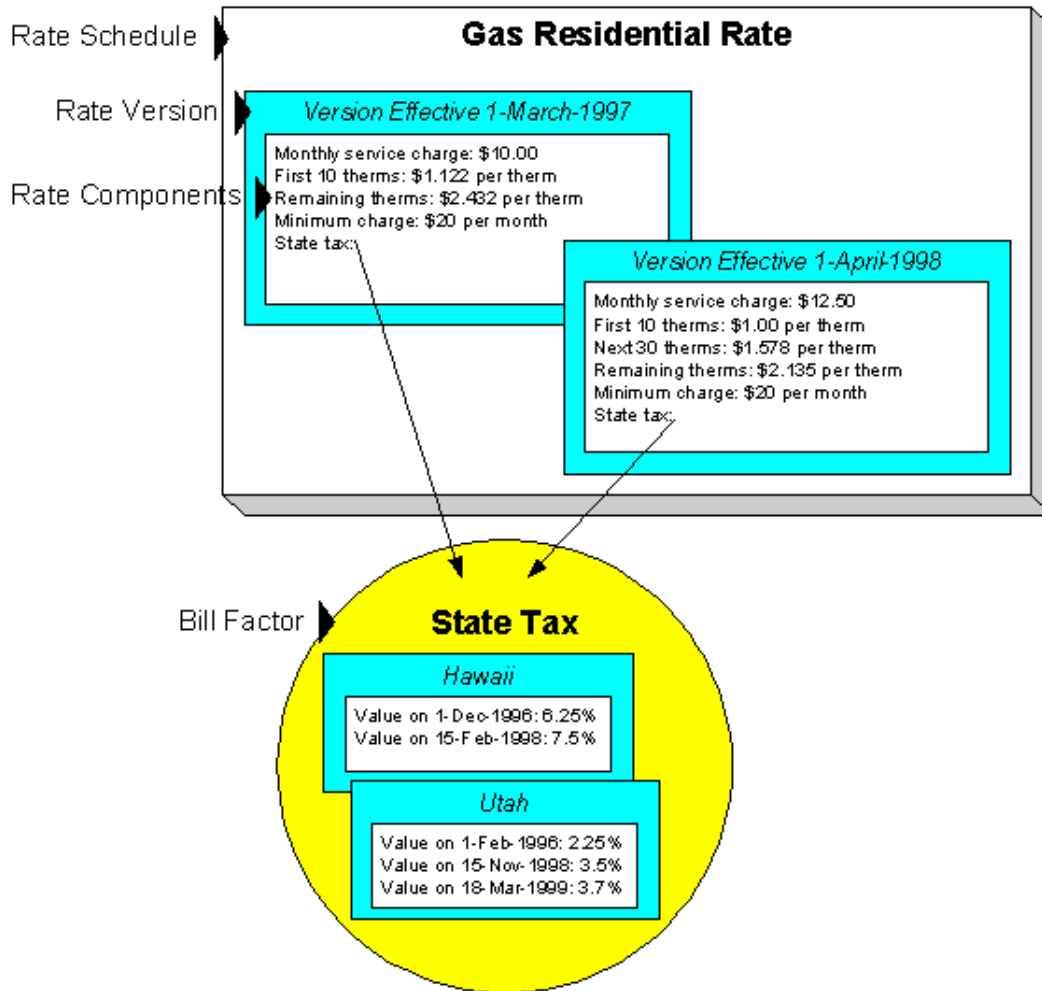 Rate Schedule
Gas Residential Rate
Rate Version
Version Effective 1-March-1997
Monthly service charge: $10.00
First 10 therms: $1.122 per therm
Rate Components
Remaining therms: $2.432 per therm
Minimum charge: $20 per month
State tax:
Version Effective 1-April-1998
Monthly service charge: $12.50
First 10 therms: $1.00 per therm
Next 30 therms: $1.578 per therm
Remaining therms: $2.135 per therm
Minimum charge: $20 per month
State tax:
Bill Factor
State Tax
Hawaii
Value on 1-Dec-1996: 6.25%
Value on 15-Feb-1998: 7.5%
Utah
Value on 1-Feb-1996: 2.25%
Value on 15-Nov-1998: 3.5%
Value on 18-Mar-1999: 3.7%